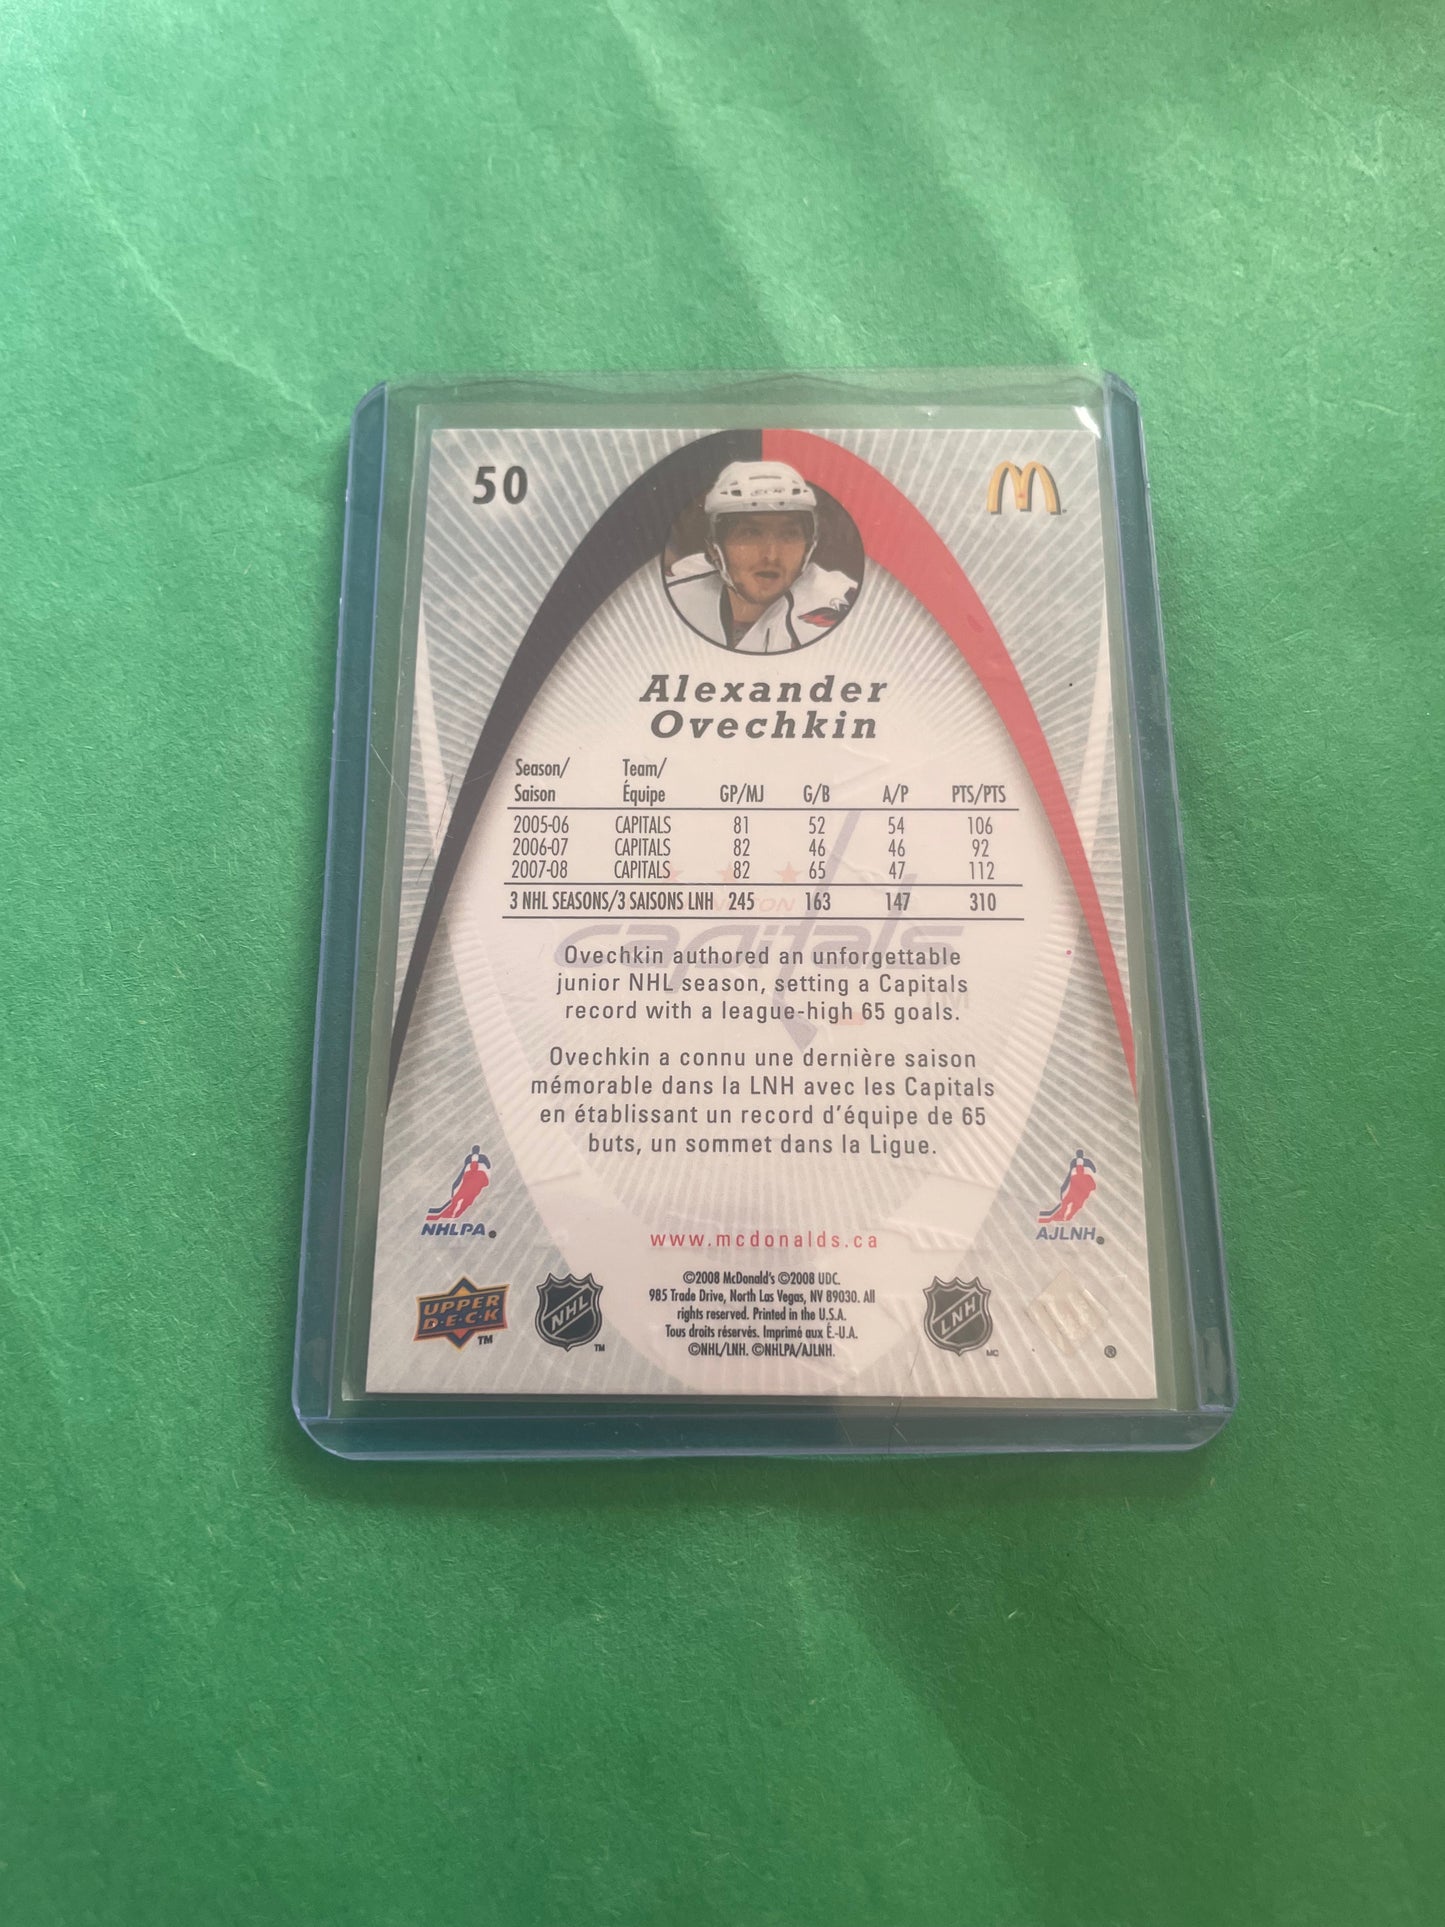 50
M
Alexander
Ovechkin
Season/ Team/
Saison Équipe GP/MJ G/B A/P PTS/PTS
2005-06 CAPITALS 81 52 54 106
2006-07 CAPITALS 82 46 46 92
2007-08 CAPITALS 82 65 47 112
3 NHL SEASONS/3 SAISONS LNH 245 163 147 310
capitals
Ovechkin authored an unforgettable
junior NHL season, setting a Capitals
record with a league-high 65 goals.
Ovechkin a connu une dernière saison
mémorable dans la LNH avec les Capitals
en établissant un record d'équipe de 65
buts, un sommet dans la Ligue.
NHLPA
AJLNH
www.mcdonalds.ca
©2008 McDonald's ©2008 UDC.
985 Trade Drive, North Las Vegas, NV 89030. All
rights reserved. Printed in the U.S.A.
Tous droits réservés. Imprimé aux É.-U.A.
©NHL/LNH. ©NHLPA/AJLNH.
UPPER
D·E·C·K TM
NHL TM
LNH MC
®